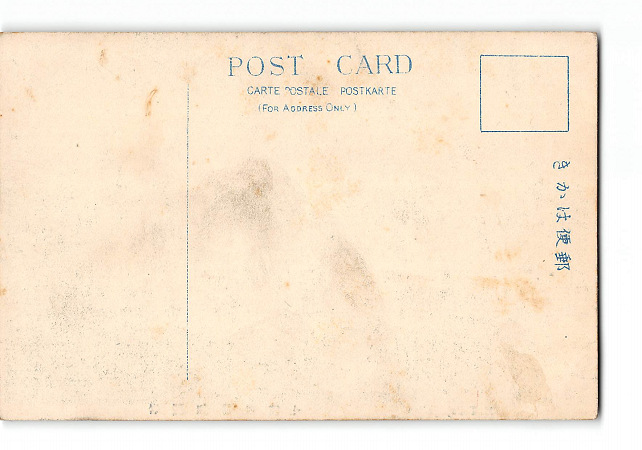 POST CARD
CARTE POSTALE POSTKARTE
(FOR ADDRESS ONLY)
きかは便郵